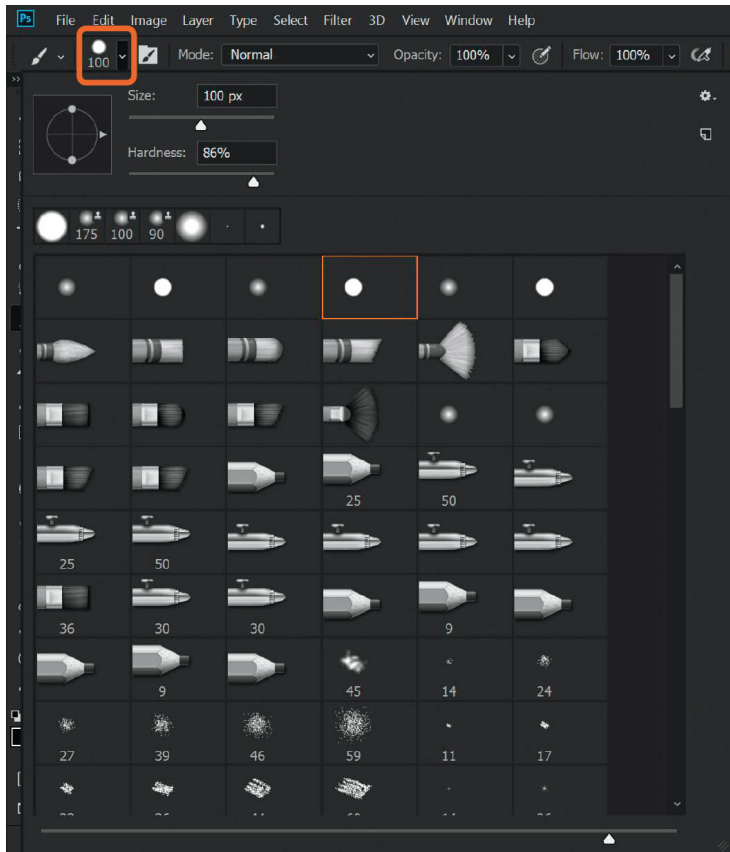 Ps File Edit Image Layer Type Select Filter 3D View Window Help
100 Mode: Normal Opacity: 100% Flow: 100%
Size: 100 px
Hardness: 86%
175 100 90
25 50
25 50
36 30 30 9
9 45 14 24
27 39 46 59 11 17